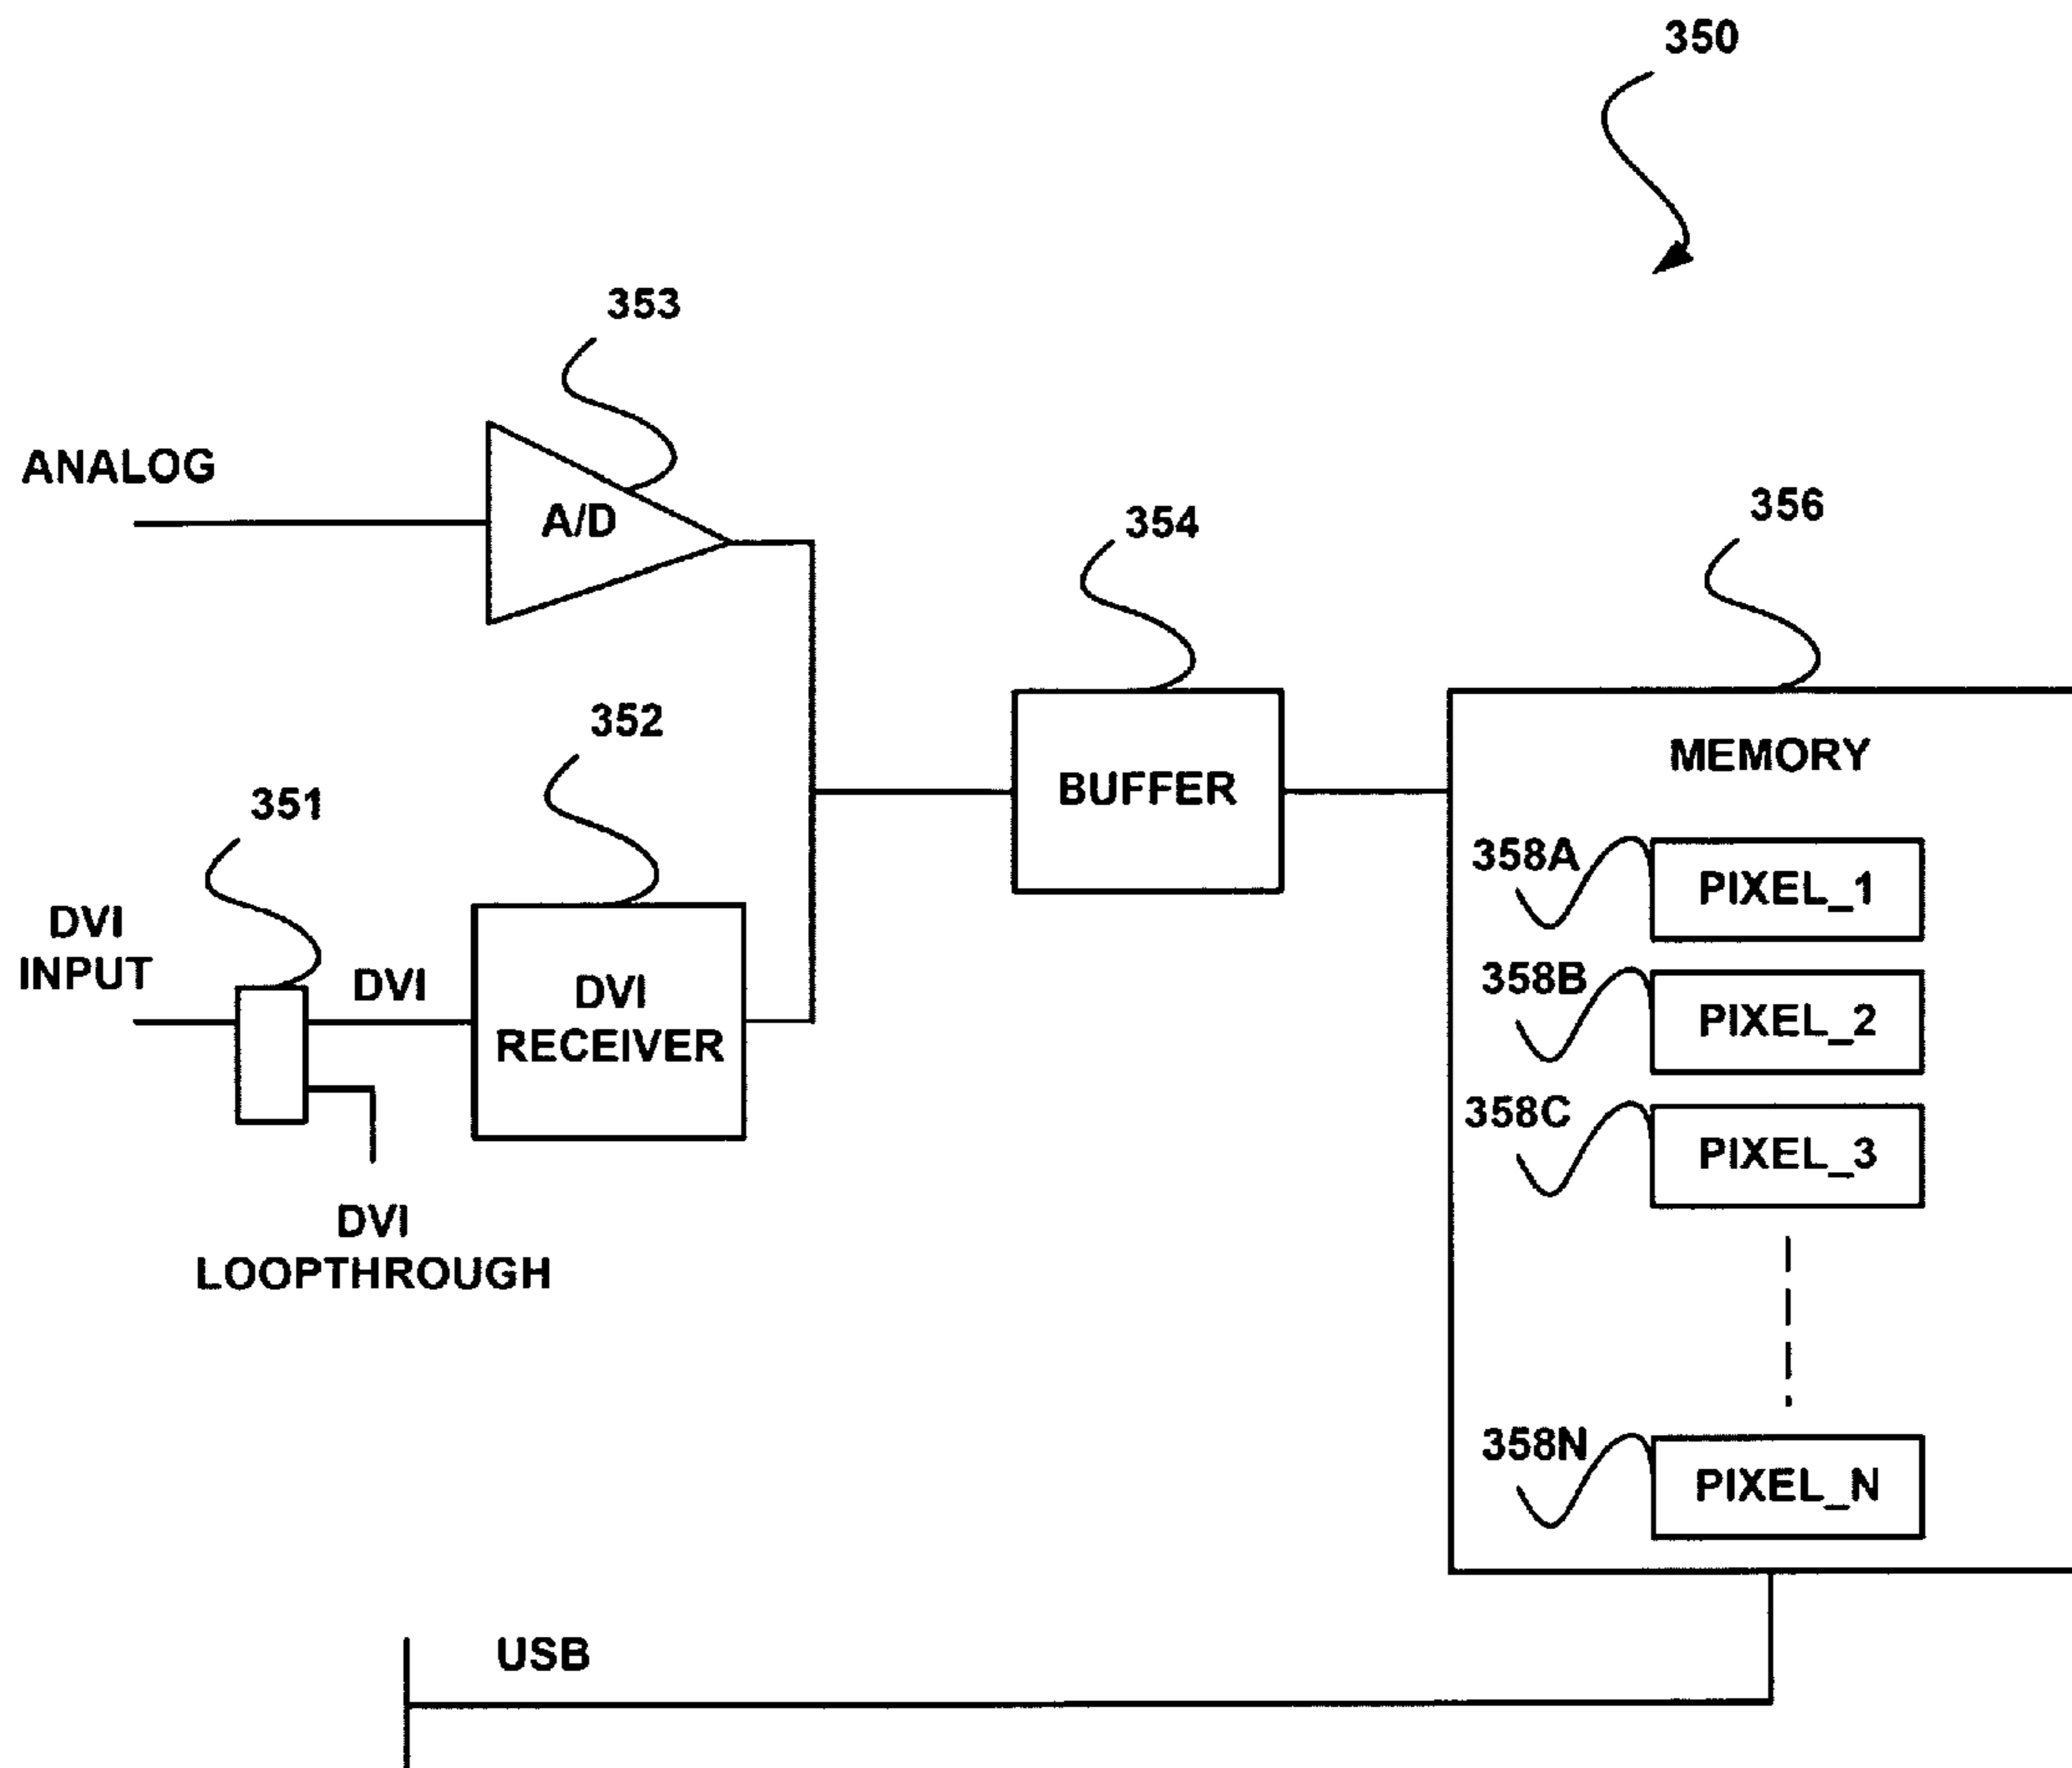 350
353
ANALOG
A/D
354
356
352
351
MEMORY
BUFFER
358A
PIXEL_1
DVI
INPUT
DVI
DVI
RECEIVER
358B
PIXEL_2
358C
PIXEL_3
DVI
LOOPTHROUGH
358N
PIXEL_N
USB